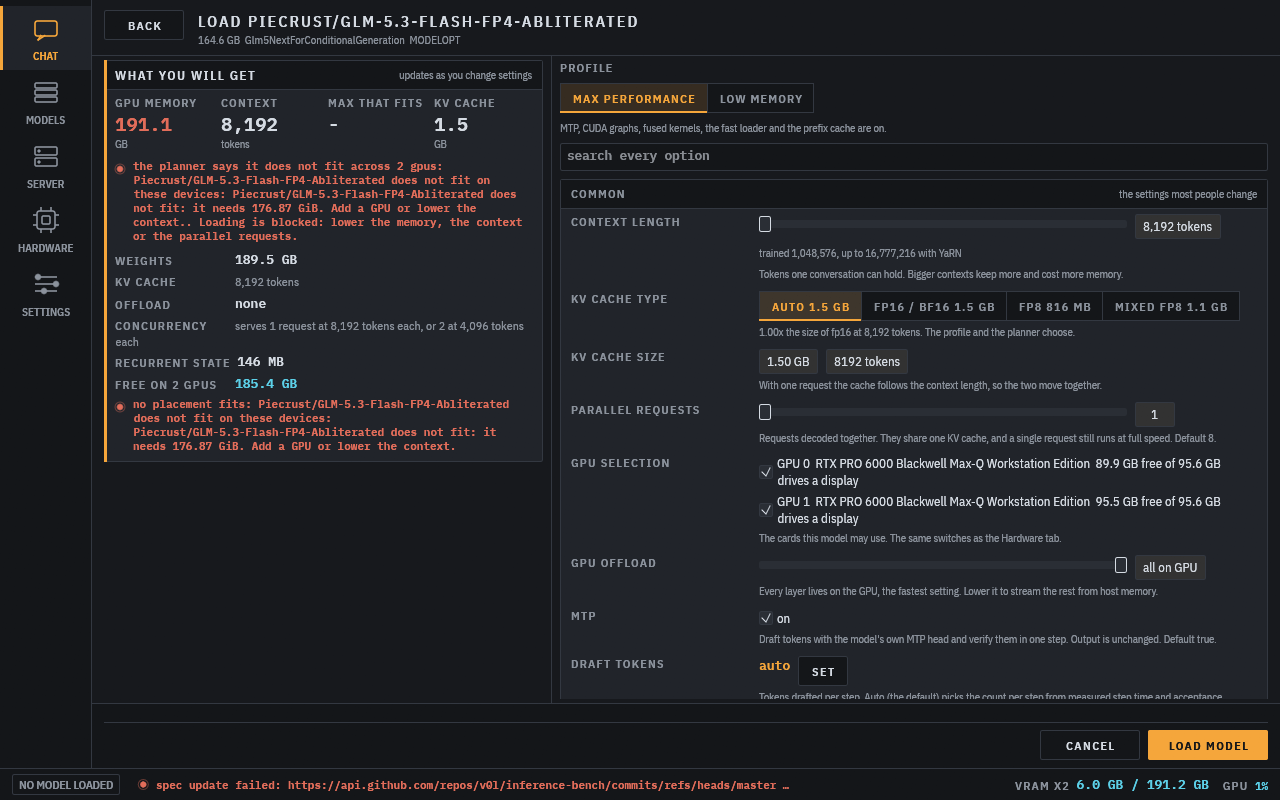 BACK
LOAD PIECRUST/GLM-5.3-FLASH-FP4-ABLITERATED
164.6 GB Glm5NextForConditionalGeneration MODELOPT
CHAT
MODELS
SERVER
HARDWARE
SETTINGS
WHAT YOU WILL GET
updates as you change settings
GPU MEMORY
191.1
GB
CONTEXT
8,192
tokens
MAX THAT FITS
-
KV CACHE
1.5
GB
the planner says it does not fit across 2 gpus:
Piecrust/GLM-5.3-Flash-FP4-Abliterated does not fit on
these devices: Piecrust/GLM-5.3-Flash-FP4-Abliterated does
not fit: it needs 176.87 GiB. Add a GPU or lower the
context.. Loading is blocked: lower the memory, the context
or the parallel requests.
WEIGHTS 189.5 GB
KV CACHE 8,192 tokens
OFFLOAD none
CONCURRENCY serves 1 request at 8,192 tokens each, or 2 at 4,096 tokens
each
RECURRENT STATE 146 MB
FREE ON 2 GPUS 185.4 GB
no placement fits: Piecrust/GLM-5.3-Flash-FP4-Abliterated
does not fit on these devices:
Piecrust/GLM-5.3-Flash-FP4-Abliterated does not fit: it
needs 176.87 GiB. Add a GPU or lower the context.
PROFILE
MAX PERFORMANCE
LOW MEMORY
MTP, CUDA graphs, fused kernels, the fast loader and the prefix cache are on.
search every option
COMMON
the settings most people change
CONTEXT LENGTH
8,192 tokens
trained 1,048,576, up to 16,777,216 with YaRN
Tokens one conversation can hold. Bigger contexts keep more and cost more memory.
KV CACHE TYPE
AUTO 1.5 GB
FP16 / BF16 1.5 GB
FP8 816 MB
MIXED FP8 1.1 GB
1.00x the size of fp16 at 8,192 tokens. The profile and the planner choose.
KV CACHE SIZE
1.50 GB
8192 tokens
With one request the cache follows the context length, so the two move together.
PARALLEL REQUESTS
1
Requests decoded together. They share one KV cache, and a single request still runs at full speed. Default 8.
GPU SELECTION
GPU 0 RTX PRO 6000 Blackwell Max-Q Workstation Edition 89.9 GB free of 95.6 GB
drives a display
GPU 1 RTX PRO 6000 Blackwell Max-Q Workstation Edition 95.5 GB free of 95.6 GB
drives a display
The cards this model may use. The same switches as the Hardware tab.
GPU OFFLOAD
all on GPU
Every layer lives on the GPU, the fastest setting. Lower it to stream the rest from host memory.
MTP
on
Draft tokens with the model's own MTP head and verify them in one step. Output is unchanged. Default true.
DRAFT TOKENS
auto
SET
Tokens drafted per step. Auto (the default) picks the count per step from measured step time and acceptance
CANCEL
LOAD MODEL
NO MODEL LOADED
spec update failed: https://api.github.com/repos/v0l/inference-bench/commits/refs/heads/master …
VRAM X2 6.0 GB / 191.2 GB
GPU 1%